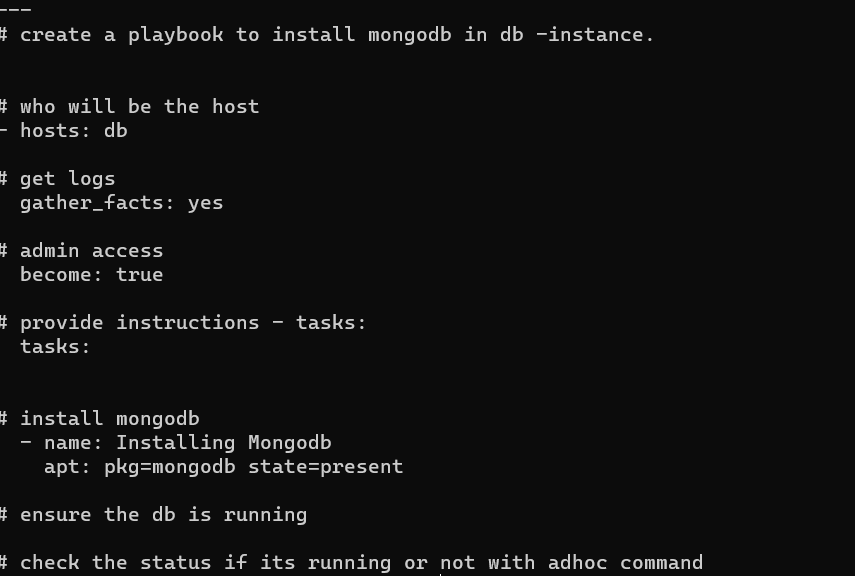 ---
# create a playbook to install mongodb in db -instance.
# who will be the host
- hosts: db
# get logs
gather_facts: yes
# admin access
become: true
# provide instructions - tasks:
tasks:
# install mongodb
- name: Installing Mongodb
apt: pkg=mongodb state=present
# ensure the db is running
# check the status if its running or not with adhoc command